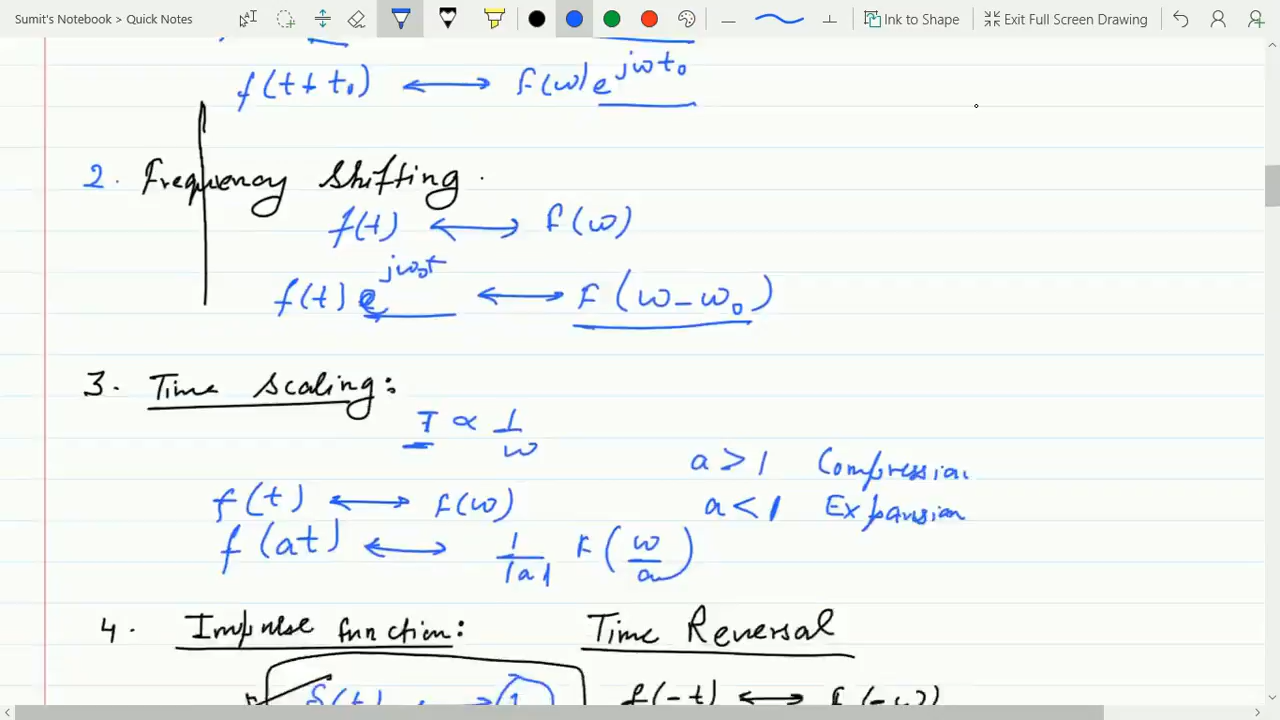 Sumit's Notebook > Quick Notes
Ink to Shape
Exit Full Screen Drawing
f(t+t₀) ⟷ F(ω)e^{jωt₀}
2. Frequency Shifting.
f(t) ⟷ F(ω)
f(t)e^{jω₀t} ⟷ F(ω-ω₀)
3. Time Scaling:
T ∝ 1/ω
a > 1 Compression
a < 1 Expansion
f(t) ⟷ F(ω)
f(at) ⟷ 1/|a| F(ω/a)
4. Impulse function: Time Reversal
δ(t) ⟷ 1 f(-t) ⟷ F(-ω)